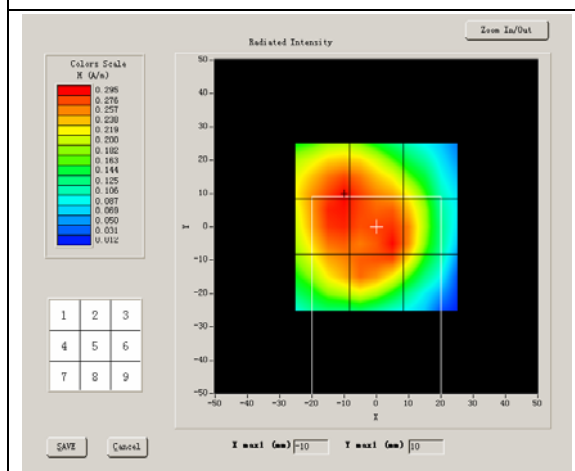 Zoom In/Out
Radiated Intensity
Colors Scale
H (A/m)
0.295
0.276
0.257
0.238
0.219
0.200
0.182
0.163
0.144
0.125
0.106
0.087
0.069
0.050
0.031
0.012
50
40
30
20
10
0
-10
-20
-30
-40
-50
Y
-50 -40 -30 -20 -10 0 10 20 30 40 50
X
1 2 3
4 5 6
7 8 9
SAVE Cancel X max1 (mm) -10 Y max1 (mm) 10